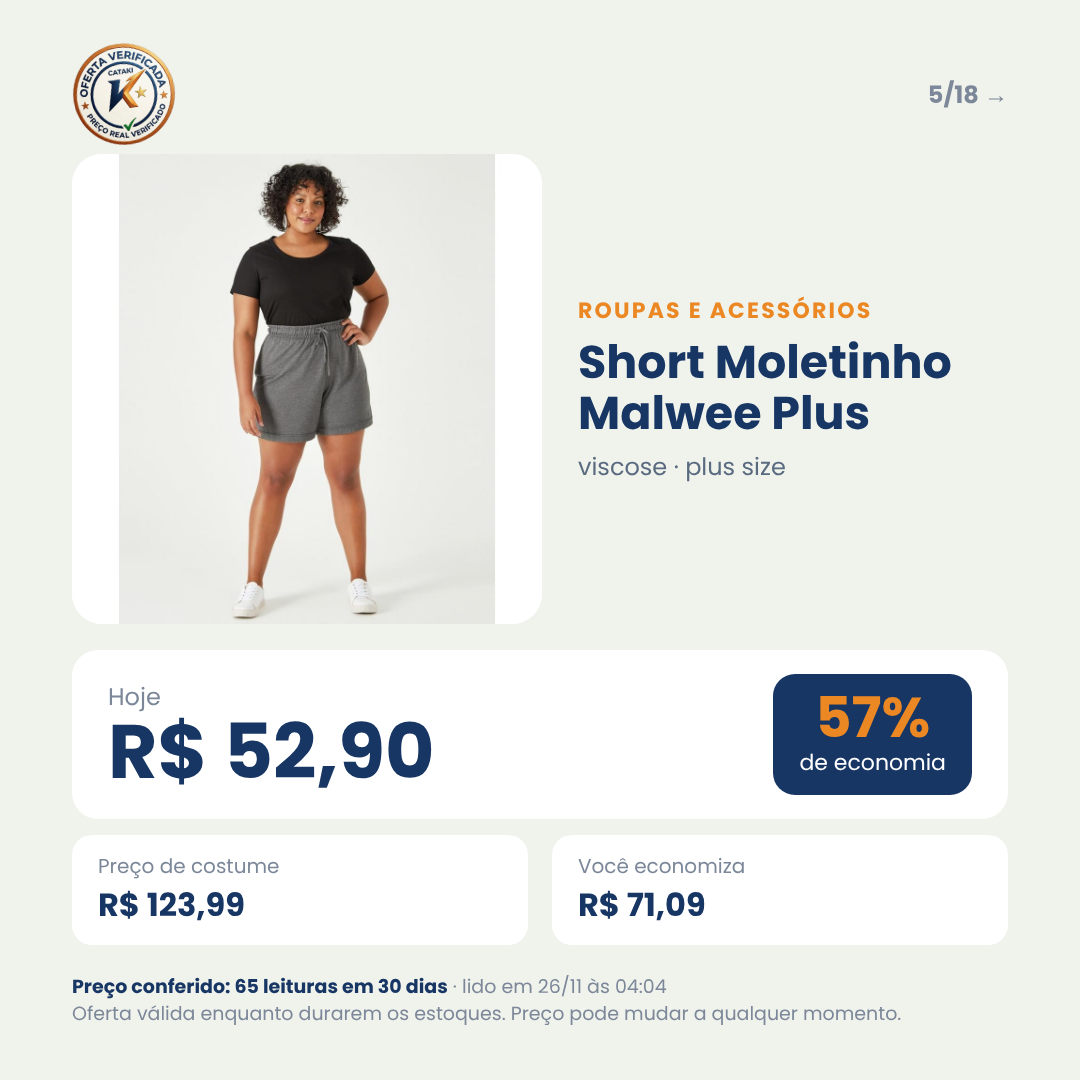 OFERTA VERIFICADA
CATAKI
K
PREÇO REAL VERIFICADO
5/18 →
ROUPAS E ACESSÓRIOS
Short Moletinho
Malwee Plus
viscose · plus size
Hoje
R$ 52,90
57%
de economia
Preço de costume
R$ 123,99
Você economiza
R$ 71,09
Preço conferido: 65 leituras em 30 dias · lido em 26/11 às 04:04
Oferta válida enquanto durarem os estoques. Preço pode mudar a qualquer momento.